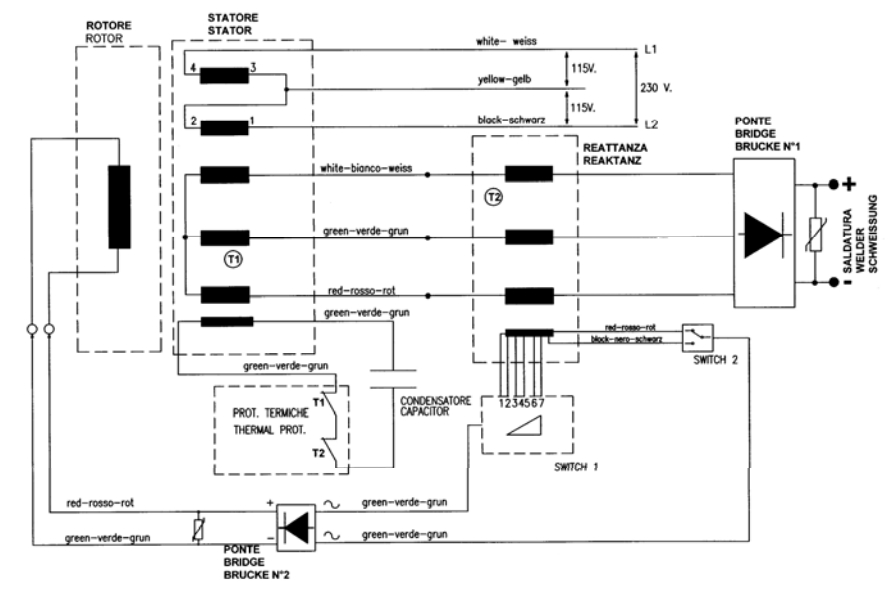 ROTORE
ROTOR
STATORE
STATOR
white- weiss
L1
4
3
115V.
yellow-gelb
230 V.
115V.
2
1
black-schwarz
L2
PONTE
BRIDGE
BRUCKE N°1
REATTANZA
REAKTANZ
white-bianco-weiss
T2
+
green-verde-grun
T1
SALDATURA
WELDER
SCHWEISSUNG
-
red-rosso-rot
green-verde-grun
red-rosso-rot
black-nero-schwarz
SWITCH 2
green-verde-grun
CONDENSATORE
CAPACITOR
T1
PROT. TERMICHE
THERMAL PROT.
T2
1234567
SWITCH 1
red-rosso-rot
+
green-verde-grun
green-verde-grun
-
green-verde-grun
PONTE
BRIDGE
BRUCKE N°2